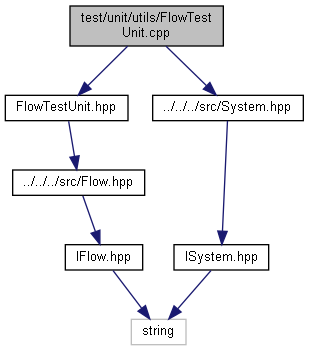 test/unit/utils/FlowTest
Unit.cpp
FlowTestUnit.hpp
../../../src/System.hpp
../../../src/Flow.hpp
IFlow.hpp
ISystem.hpp
string